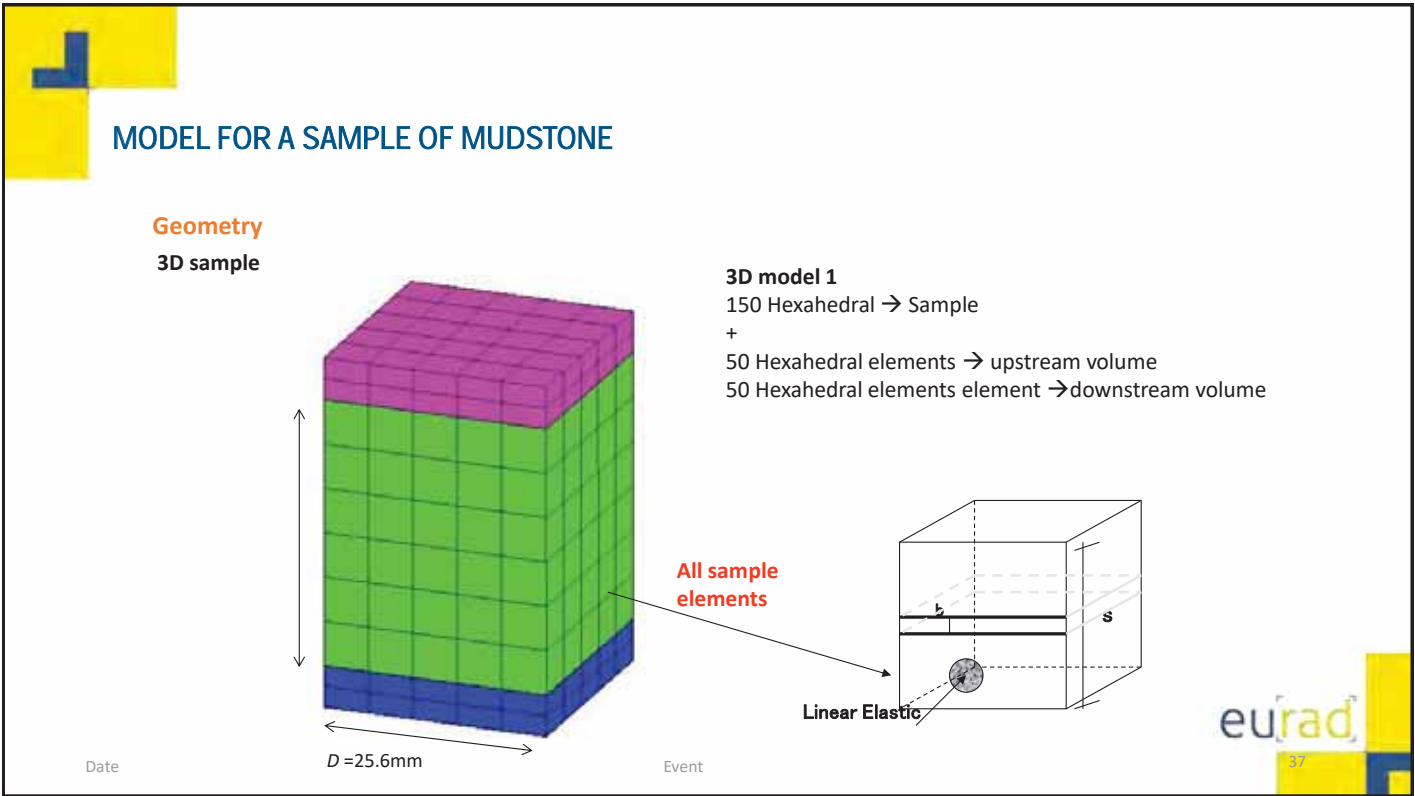 MODEL FOR A SAMPLE OF MUDSTONE
Geometry
3D sample
3D model 1
150 Hexahedral → Sample
+
50 Hexahedral elements → upstream volume
50 Hexahedral elements element →downstream volume
All sample
elements
b
s
Linear Elastic
D =25.6mm
eurad
Date
Event
37